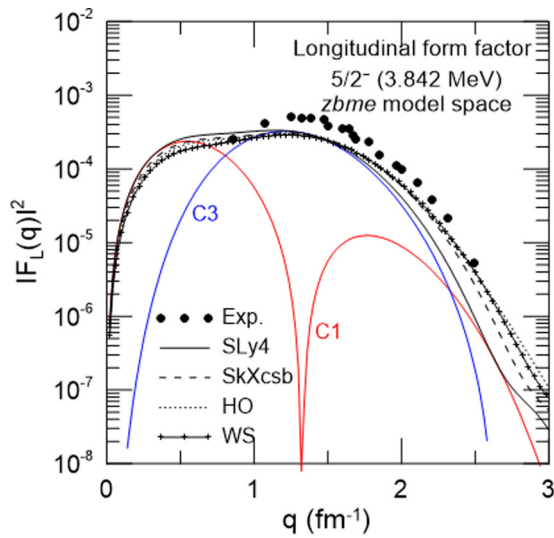 Longitudinal form factor
5/2⁻ (3.842 MeV)
zbme model space
|F_L(q)|²
10⁻²
10⁻³
10⁻⁴
10⁻⁵
10⁻⁶
10⁻⁷
10⁻⁸
C3
C1
Exp.
SLy4
SkXcsb
HO
WS
0 1 2 3
q (fm⁻¹)